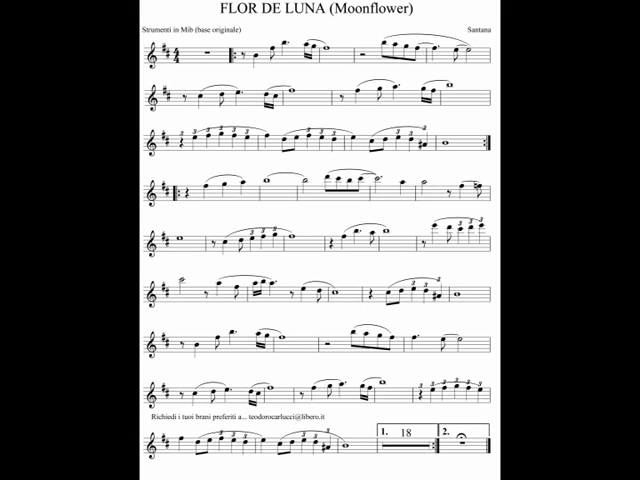 FLOR DE LUNA (Moonflower)
Strumenti in Mib (base originale)
Santana
Richiedi i tuoi brani preferiti a... teodorocarlucci@libero.it
1.
18
2.